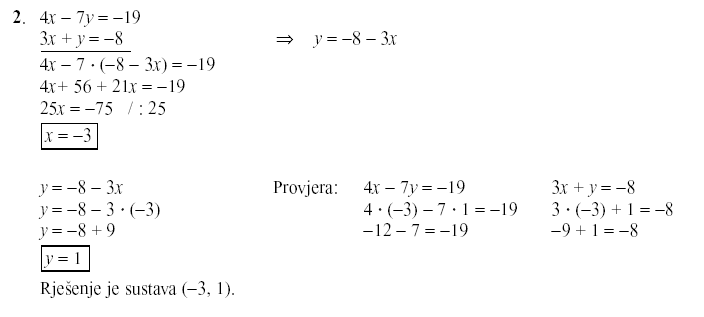 2. 4x – 7y = –19
3x + y = –8 ⇒ y = –8 – 3x
4x – 7 · (–8 – 3x) = –19
4x+ 56 + 21x = –19
25x = –75 / : 25
x = –3
y = –8 – 3x Provjera: 4x – 7y = –19 3x + y = –8
y = –8 – 3 · (–3) 4 · (–3) – 7 · 1 = –19 3 · (–3) + 1 = –8
y = –8 + 9 –12 – 7 = –19 –9 + 1 = –8
y = 1
Rješenje je sustava (–3, 1).